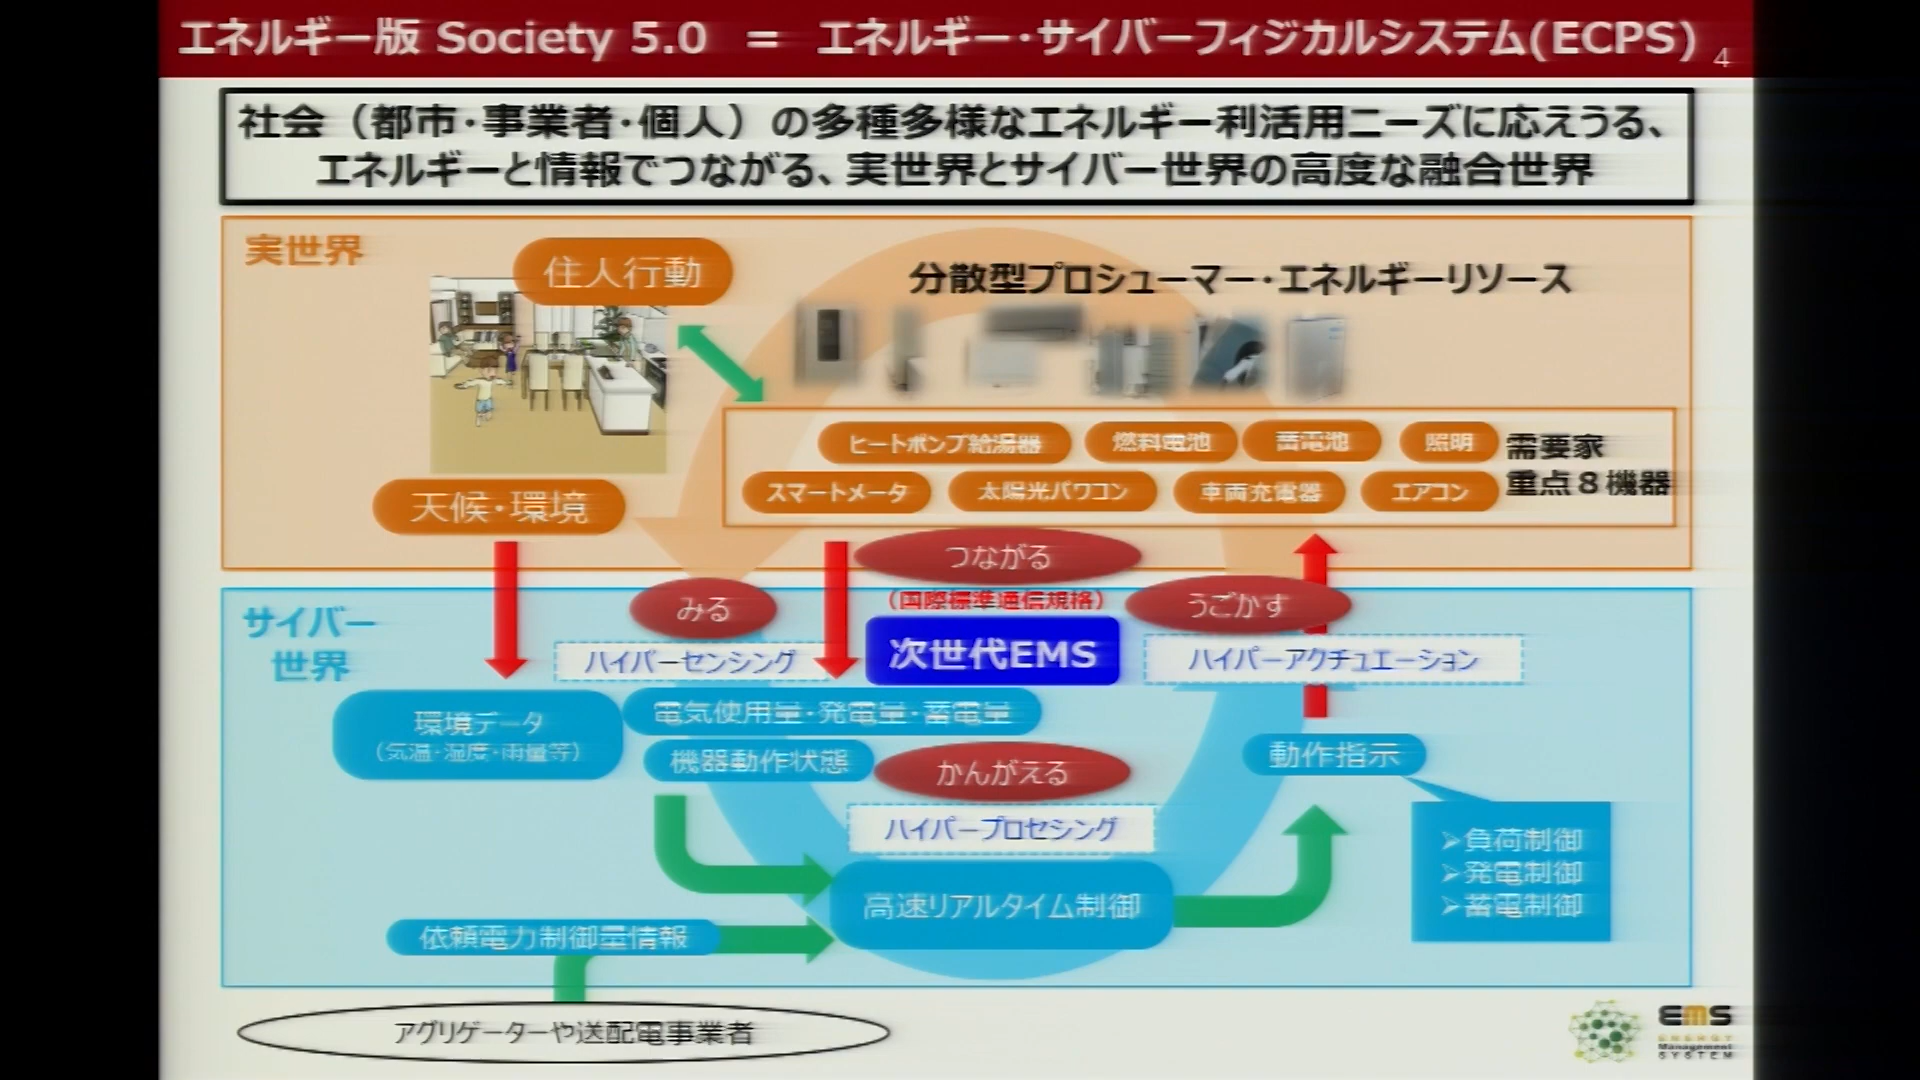 エネルギー版 Society 5.0 = エネルギー・サイバーフィジカルシステム(ECPS)
4
社会（都市・事業者・個人）の多種多様なエネルギー利活用ニーズに応えうる、
エネルギーと情報でつながる、実世界とサイバー世界の高度な融合世界
実世界
住人行動
分散型プロシューマー・エネルギーリソース
ヒートポンプ給湯器
燃料電池
蓄電池
照明
需要家
スマートメータ
太陽光パワコン
車両充電器
エアコン
重点８機器
天候・環境
つながる
（国際標準通信規格）
みる
うごかす
サイバー
世界
ハイパーセンシング
次世代EMS
ハイパーアクチュエーション
環境データ
（気温・湿度・雨量等）
電気使用量・発電量・蓄電量
機器動作状態
かんがえる
動作指示
ハイパープロセシング
➢負荷制御
➢発電制御
➢蓄電制御
高速リアルタイム制御
依頼電力制御量情報
アグリゲーターや送配電事業者
EMS
ENERGY
Management
SYSTEM